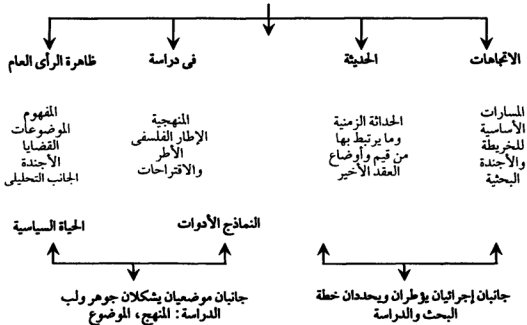 الاتجاهات
الحديثة
فى دراسة
ظاهرة الرأى العام
المسارات
الأساسية
للخريطة
والأجندة
البحثية
الحداثة الزمنية
وما يرتبط بها
من قيم وأوضاع
العقد الأخير
المنهجية
الإطار الفلسفى
الأطر
والاقتراحات
المفهوم
الموضوعات
القضايا
الأجندة
الجانب التحليلى
النماذج الأدوات
الحياة السياسية
جانبان إجرائيان يؤطران ويحددان خطة
البحث والدراسة
جانبان موضعيان يشكلان جوهر ولب
الدراسة: المنهج، الموضوع